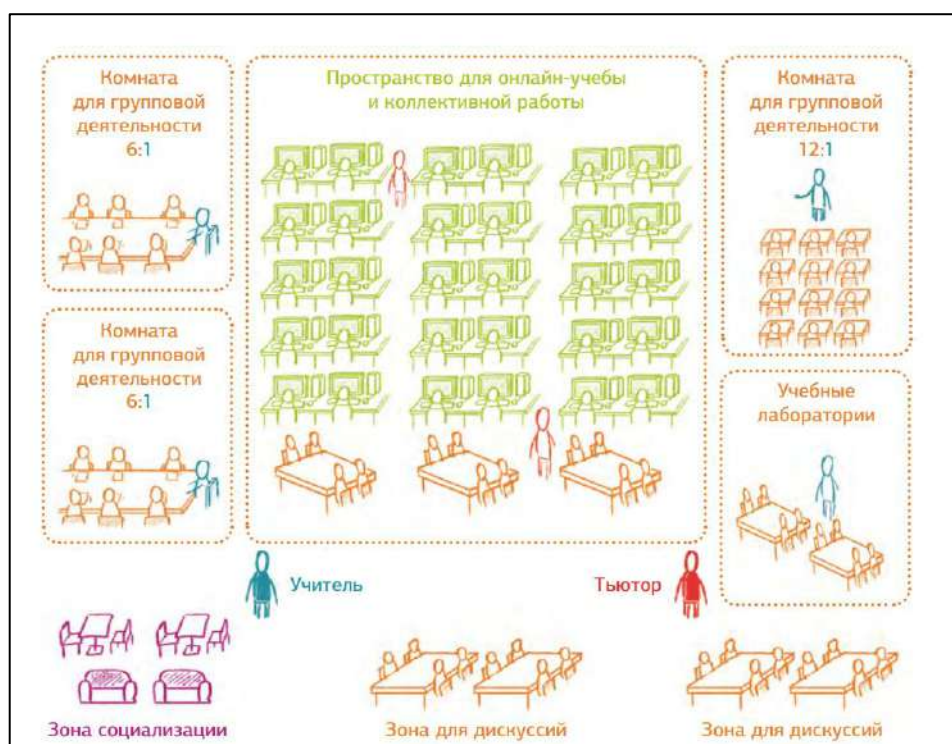 Комната
для групповой
деятельности
6:1
Пространство для онлайн-учебы
и коллективной работы
Комната
для групповой
деятельности
12:1
Комната
для групповой
деятельности
6:1
Учебные
лаборатории
Учитель
Тьютор
Зона социализации
Зона для дискуссий
Зона для дискуссий